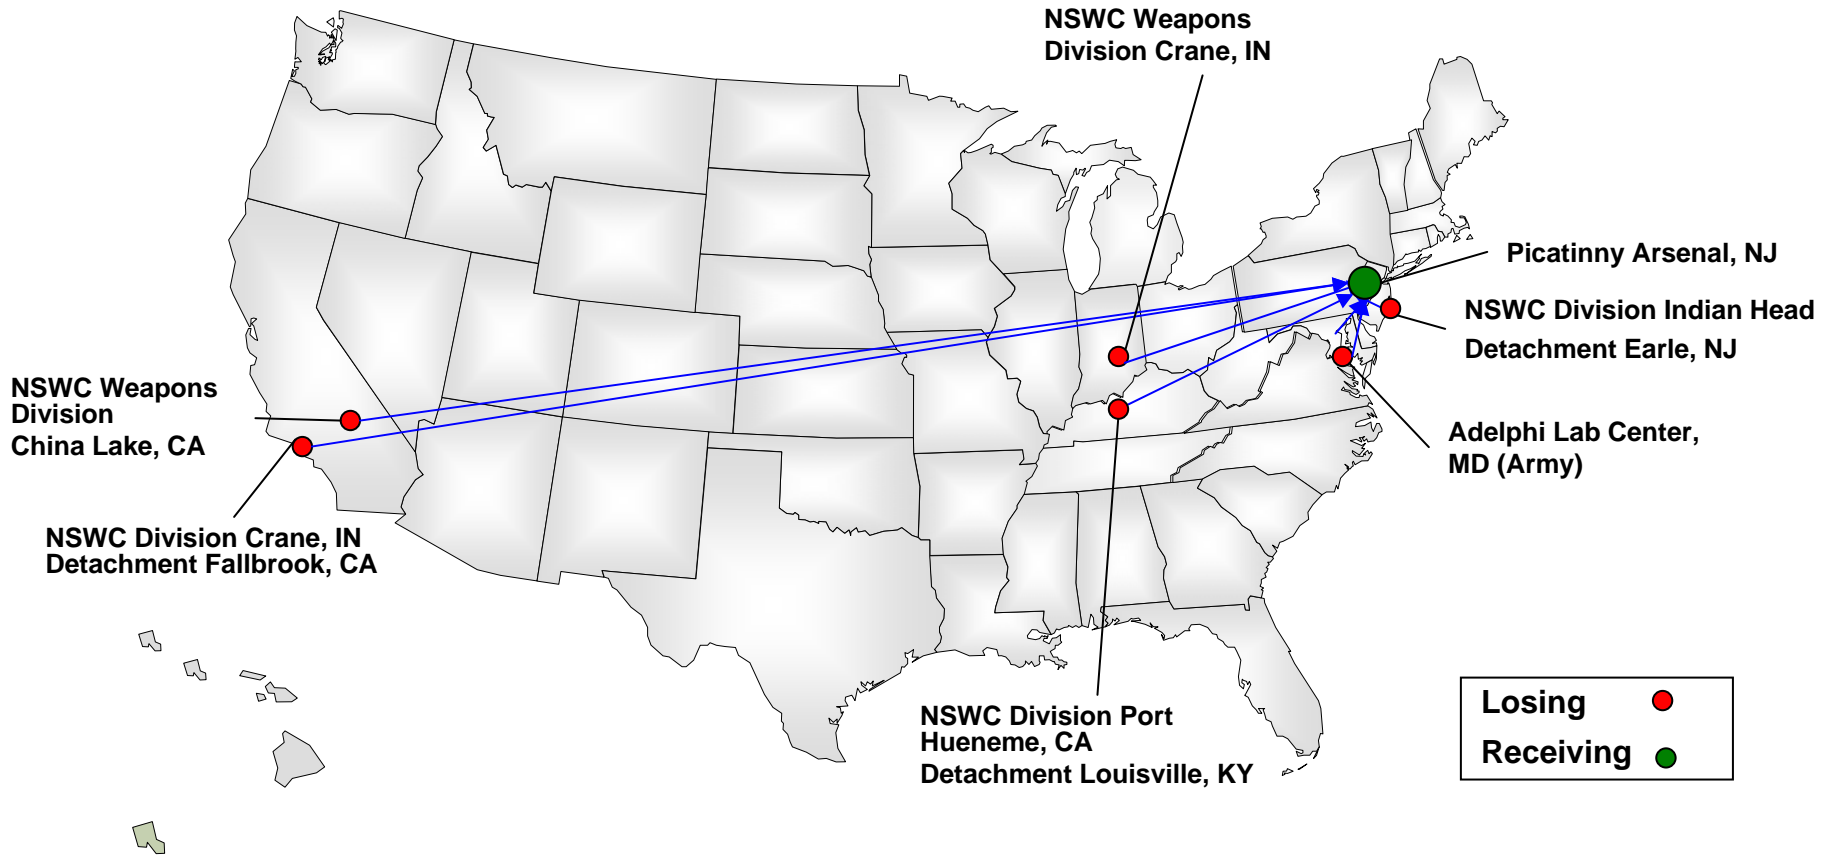 NSWC Weapons
Division Crane, IN
Picatinny Arsenal, NJ
NSWC Division Indian Head
Detachment Earle, NJ
NSWC Weapons
Division
China Lake, CA
Adelphi Lab Center,
MD (Army)
NSWC Division Crane, IN
Detachment Fallbrook, CA
NSWC Division Port
Hueneme, CA
Detachment Louisville, KY
Losing
Receiving